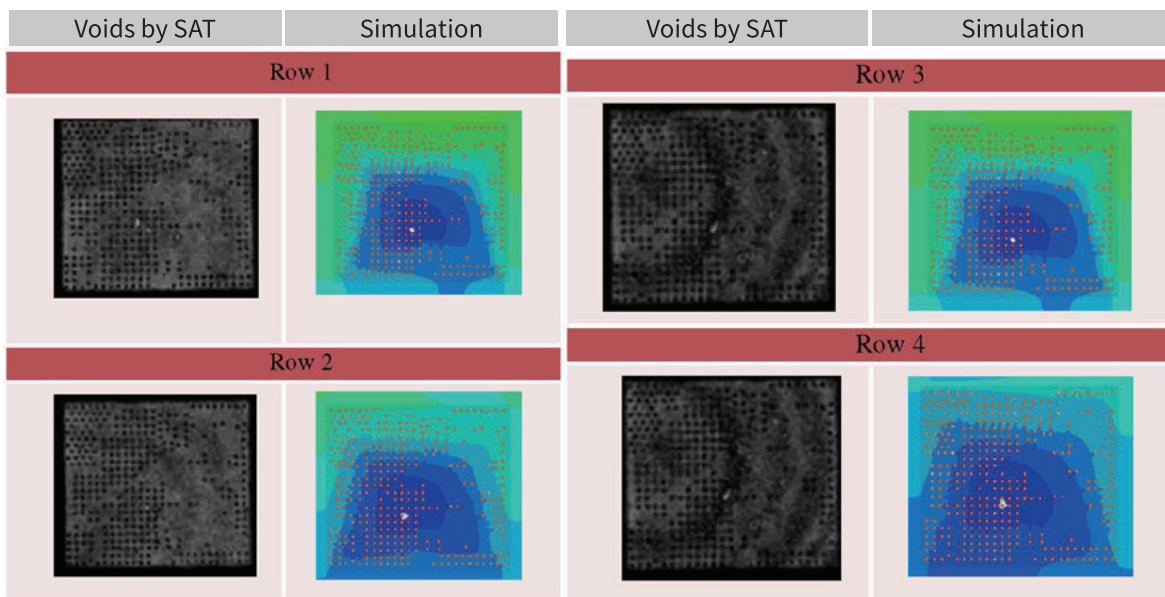 Voids by SAT
Simulation
Voids by SAT
Simulation
Row 1
Row 3
Row 2
Row 4